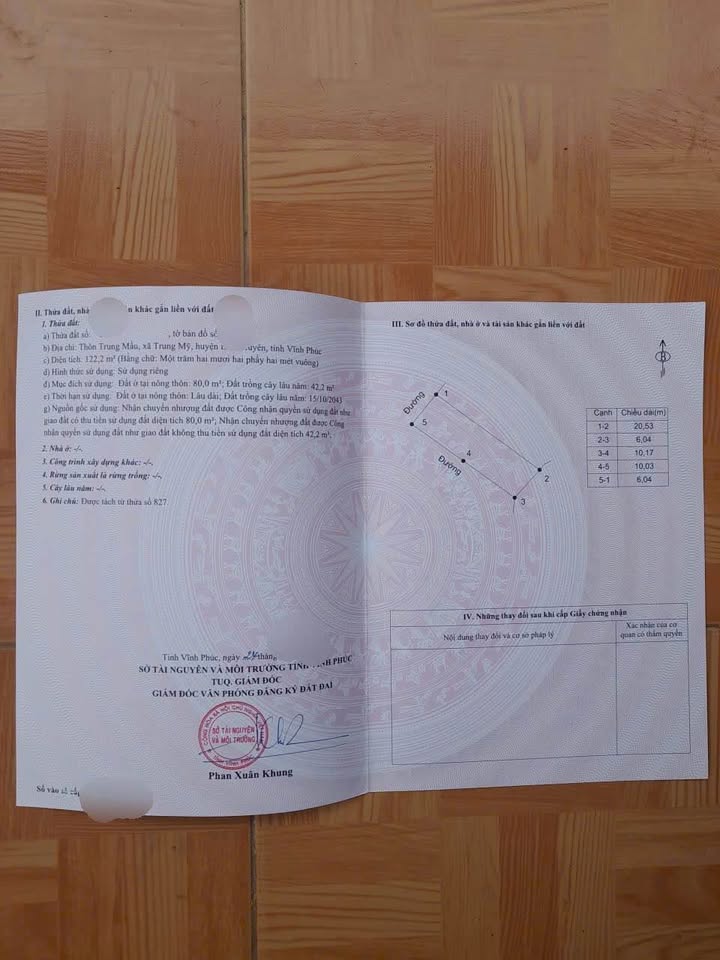 II. Thửa đất, nhà n khác gắn liền với đất
1. Thửa đất:
a) Thửa đất số: , tờ bản đồ số
b) Địa chỉ: Thôn Trung Mầu, xã Trung Mỹ, huyện uyên, tỉnh Vĩnh Phúc
c) Diện tích: 122,2 m² (Bằng chữ: Một trăm hai mươi hai phẩy hai mét vuông)
d) Hình thức sử dụng: Sử dụng riêng
đ) Mục đích sử dụng: Đất ở tại nông thôn: 80,0 m²; Đất trồng cây lâu năm: 42,2 m²
e) Thời hạn sử dụng: Đất ở tại nông thôn: Lâu dài; Đất trồng cây lâu năm: 15/10/2043
g) Nguồn gốc sử dụng: Nhận chuyển nhượng đất được Công nhận quyền sử dụng đất như
giao đất có thu tiền sử dụng đất diện tích 80,0 m²; Nhận chuyển nhượng đất được Công
nhận quyền sử dụng đất như giao đất không thu tiền sử dụng đất diện tích 42,2 m².
2. Nhà ở: -/-.
3. Công trình xây dựng khác: -/-.
4. Rừng sản xuất là rừng trồng: -/-.
5. Cây lâu năm: -/-.
6. Ghi chú: Được tách từ thửa số 827.
Tỉnh Vĩnh Phúc, ngày thán
SỞ TÀI NGUYÊN VÀ MÔI TRƯỜNG TỈNH VĨNH PHÚC
TUQ. GIÁM ĐỐC
GIÁM ĐỐC VĂN PHÒNG ĐĂNG KÝ ĐẤT ĐAI
SỞ TÀI NGUYÊN
VÀ MÔI TRƯỜNG
Phan Xuân Khung
Số vào sổ cấp
III. Sơ đồ thửa đất, nhà ở và tài sản khác gắn liền với đất
B
Đường
1
5
4
Đường
2
3
Cạnh Chiều dài(m)
1-2 20,53
2-3 6,04
3-4 10,17
4-5 10,03
5-1 6,04
IV. Những thay đổi sau khi cấp Giấy chứng nhận
Nội dung thay đổi và cơ sở pháp lý
Xác nhận của cơ
quan có thẩm quyền